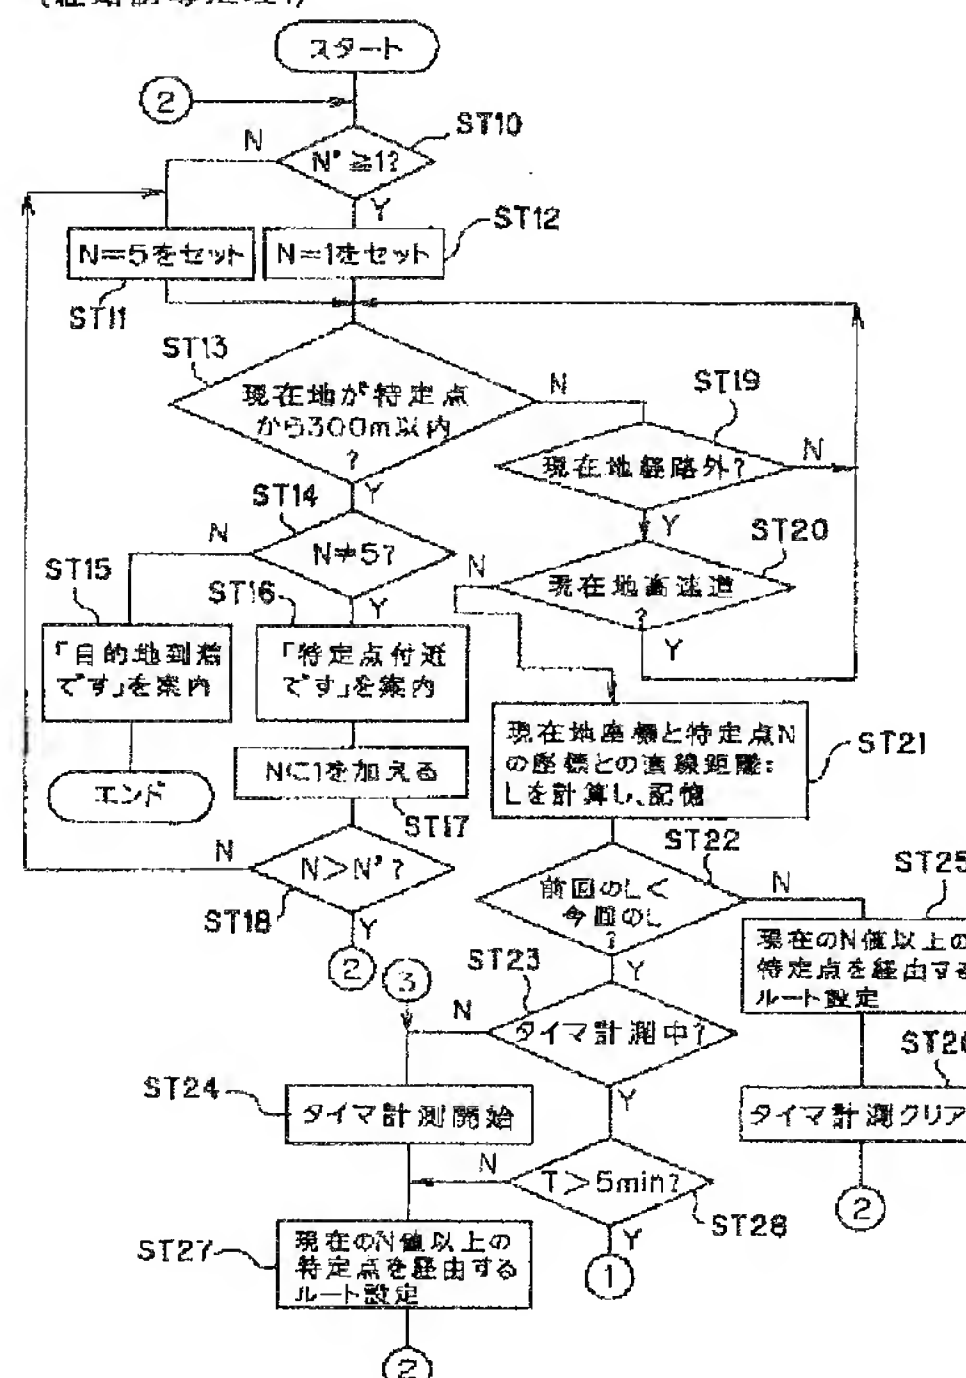 スタート
2
ST10
N
N'≧1?
Y
ST12
N=5をセット
N=1をセット
ST11
ST13
現在地が特定点
から300m以内
?
N
ST19
現在地経路外?
N
Y
ST14
Y
N
N≠5?
ST20
N
現在地高速道
?
Y
ST15
ST16
Y
「目的地到着
です」を案内
「特定点付近
です」を案内
現在地座標と特定点N
の座標との直線距離:
Lを計算し、記憶
ST21
エンド
Nに1を加える
ST17
ST22
N
N>N'?
ST18
Y
前回のL<
今回のL
?
N
ST25
現在のN値以上の
特定点を経由する
ルート設定
2
3
ST23
Y
N
タイマ計測中?
ST26
ST24
タイマ計測開始
Y
タイマ計測クリア
N
T>5min?
ST28
2
ST27
現在のN値以上の
特定点を経由する
ルート設定
Y
1
2